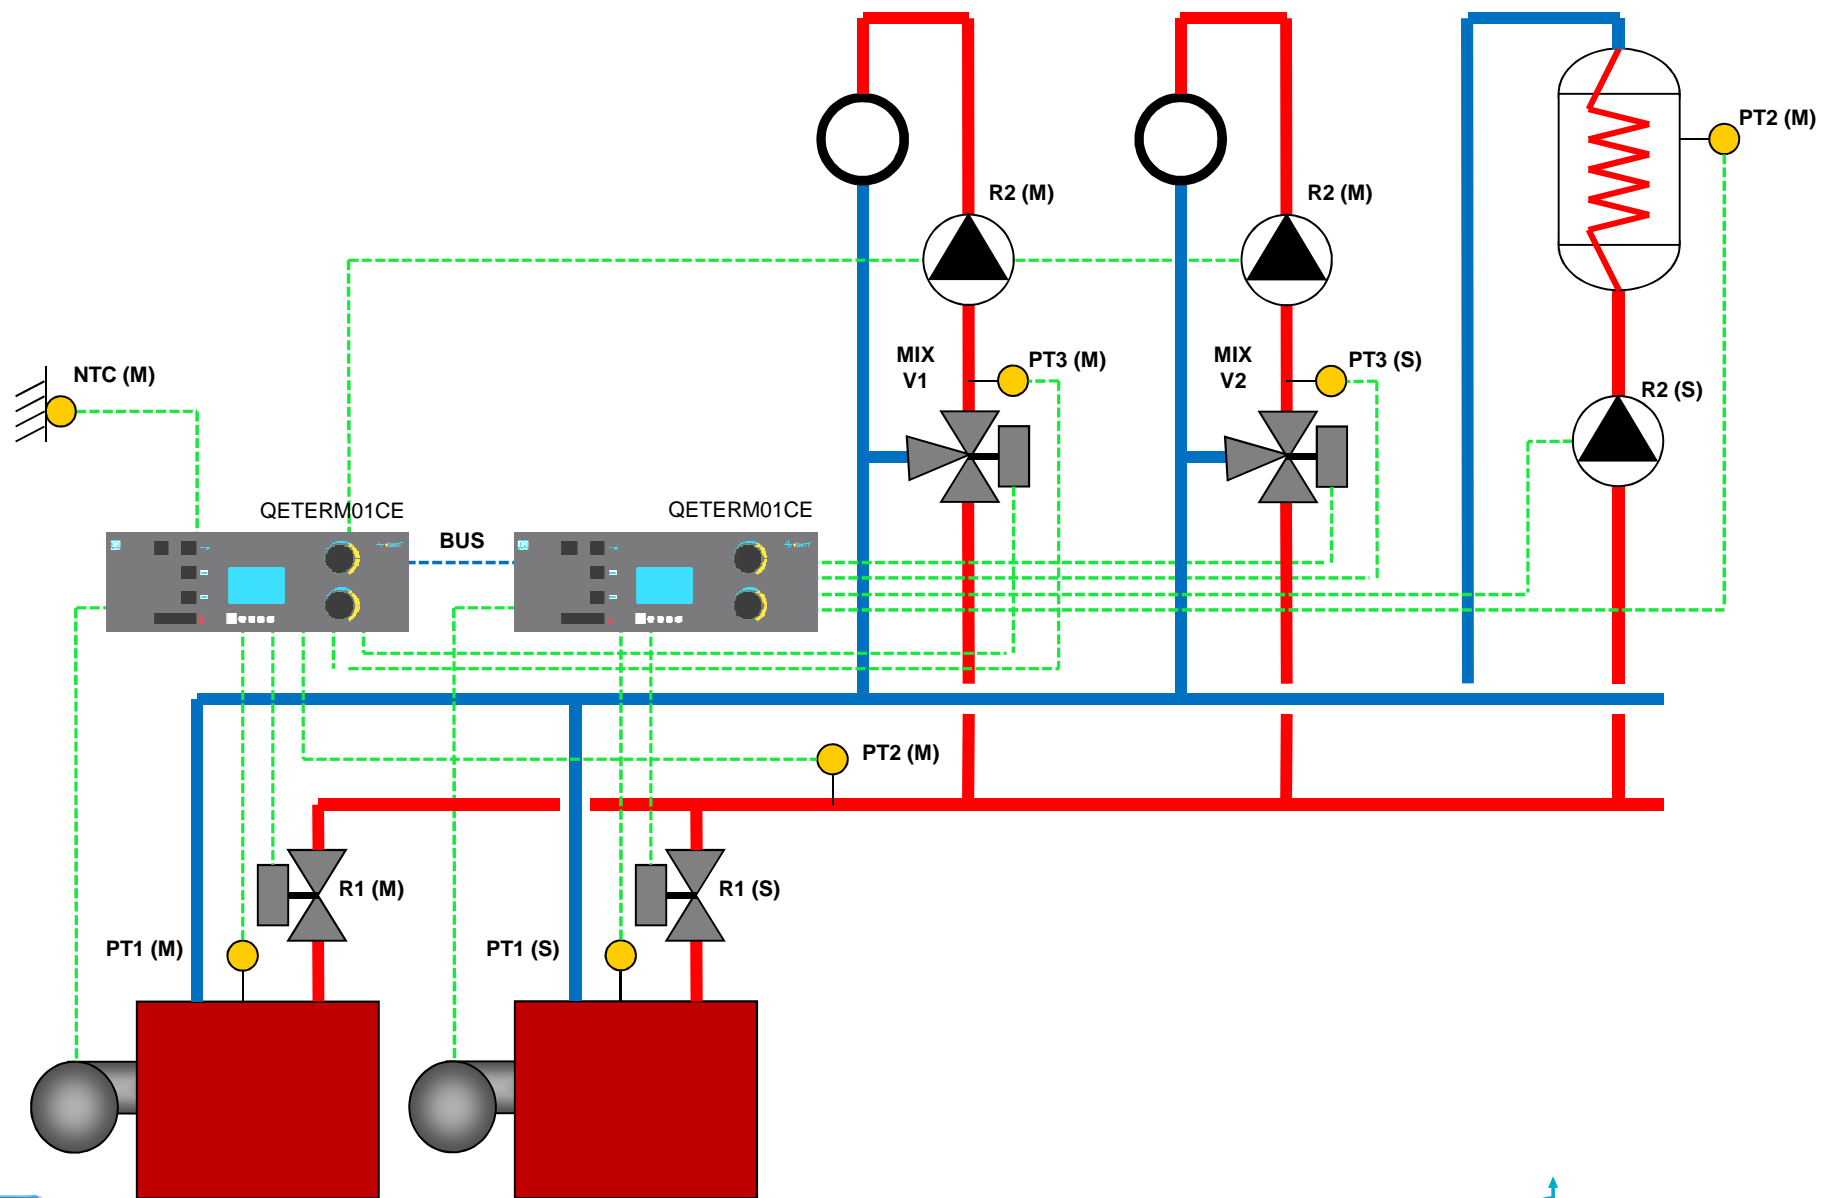 PT2 (M)
R2 (M)
R2 (M)
MIX
V1
PT3 (M)
MIX
V2
PT3 (S)
NTC (M)
R2 (S)
QETERM01CE
QETERM01CE
BUS
PT2 (M)
R1 (M)
R1 (S)
PT1 (M)
PT1 (S)